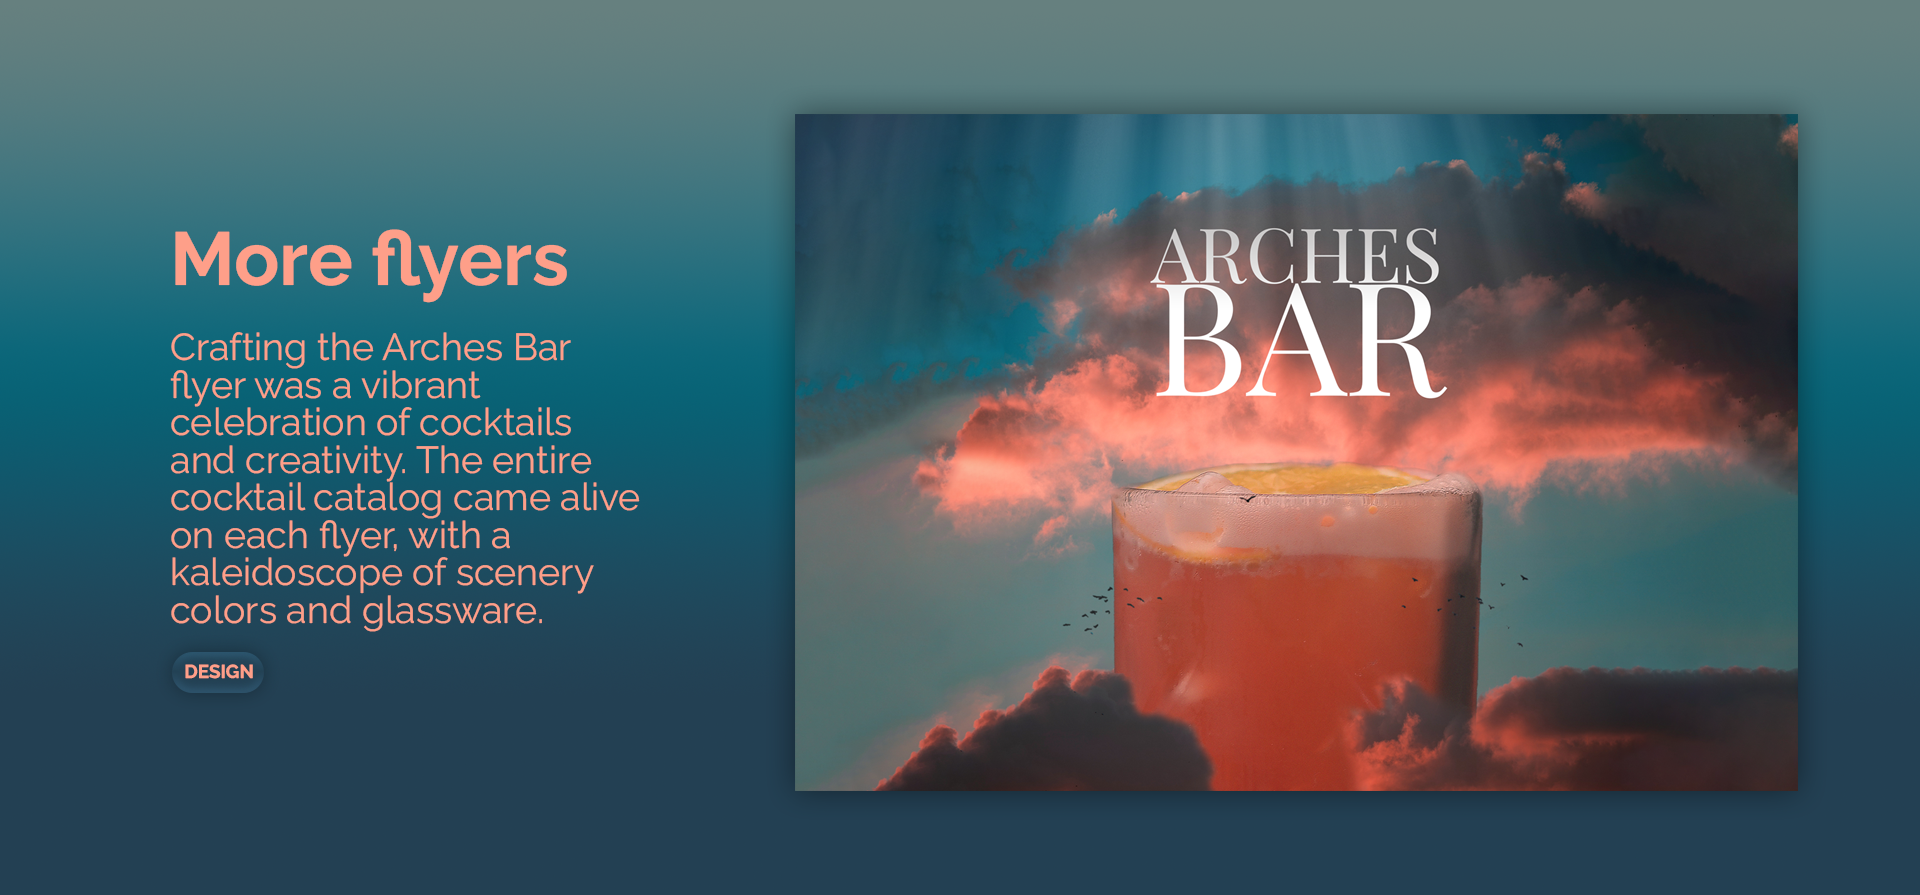 More flyers
Crafting the Arches Bar
flyer was a vibrant
celebration of cocktails
and creativity. The entire
cocktail catalog came alive
on each flyer, with a
kaleidoscope of scenery
colors and glassware.
DESIGN
ARCHES
BAR